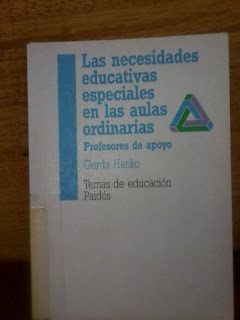 Las necesidades
educativas
especiales
en las aulas
ordinarias
Profesores de apoyo
Gerda Hanko
Temas de educación
Paidós